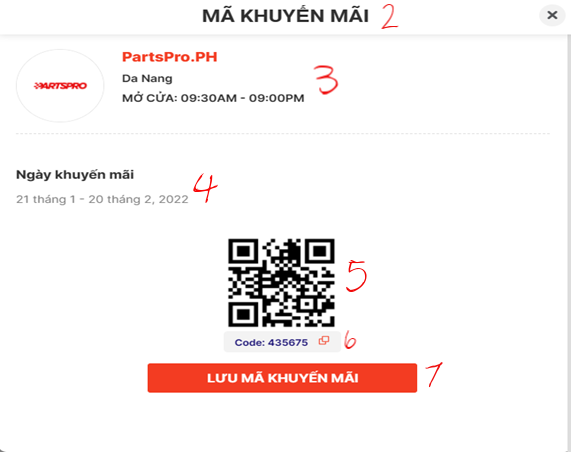 MÃ KHUYẾN MÃI 2
PARTSPRO
PartsPro.PH
Da Nang
MỞ CỬA: 09:30AM - 09:00PM 3
Ngày khuyến mãi
21 tháng 1 - 20 tháng 2, 2022 4
5
Code: 435675 6
LƯU MÃ KHUYẾN MÃI 7